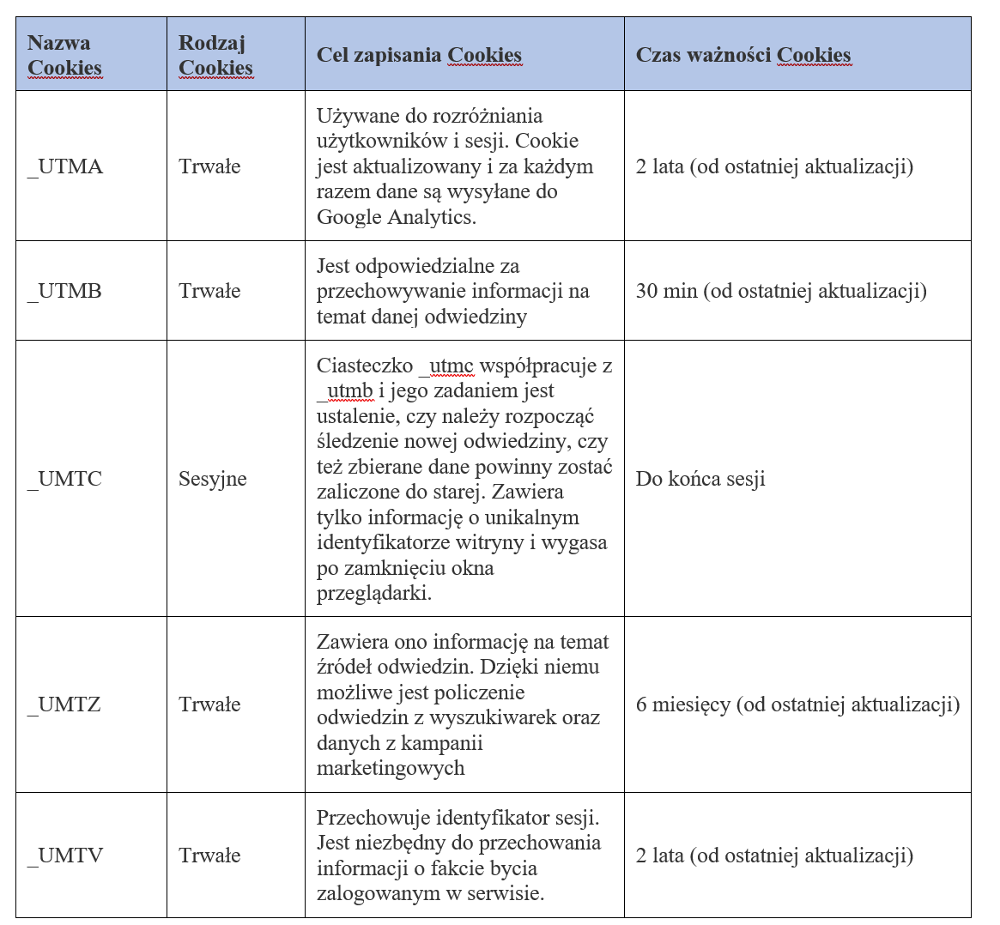 Nazwa
Cookies
Rodzaj
Cookies
Cel zapisania Cookies
Czas ważności Cookies
_UTMA
Trwałe
Używane do rozróżniania
użytkowników i sesji. Cookie
jest aktualizowany i za każdym
razem dane są wysyłane do
Google Analytics.
2 lata (od ostatniej aktualizacji)
_UTMB
Trwałe
Jest odpowiedzialne za
przechowywanie informacji na
temat danej odwiedziny
30 min (od ostatniej aktualizacji)
_UMTC
Sesyjne
Ciasteczko _utmc współpracuje z
_utmb i jego zadaniem jest
ustalenie, czy należy rozpocząć
śledzenie nowej odwiedziny, czy
też zbierane dane powinny zostać
zaliczone do starej. Zawiera
tylko informację o unikalnym
identyfikatorze witryny i wygasa
po zamknięciu okna
przeglądarki.
Do końca sesji
_UMTZ
Trwałe
Zawiera ono informację na temat
źródeł odwiedzin. Dzięki niemu
możliwe jest policzenie
odwiedzin z wyszukiwarek oraz
danych z kampanii
marketingowych
6 miesięcy (od ostatniej aktualizacji)
_UMTV
Trwałe
Przechowuje identyfikator sesji.
Jest niezbędny do przechowania
informacji o fakcie bycia
zalogowanym w serwisie.
2 lata (od ostatniej aktualizacji)